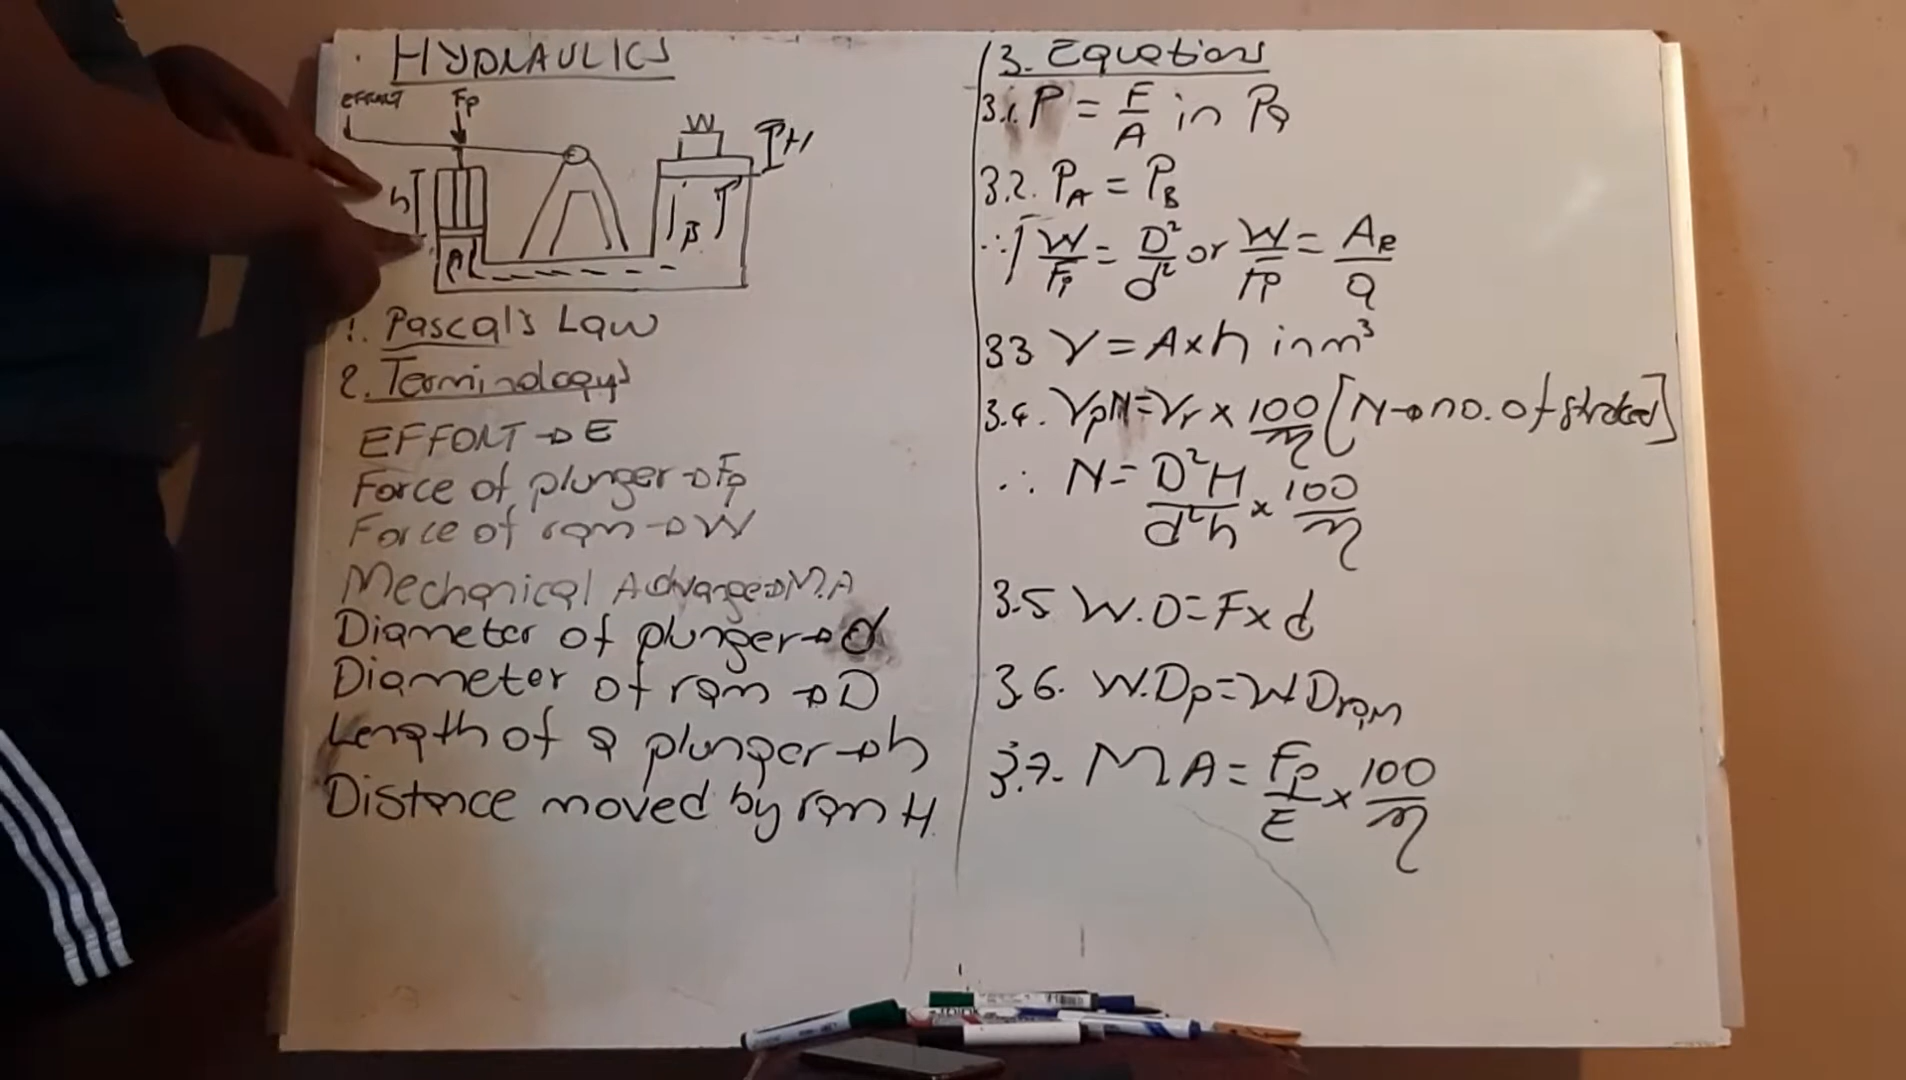 HYDRAULICS
EFFORT Fp
W H
h
A B
1. Pascal's Law
2. Terminology
EFFORT → E
Force of plunger → Fp
Force of ram → W
Mechanical Advange → M.A
Diameter of plunger → d
Diameter of ram → D
Length of a plunger → h
Distance moved by ram H
3. Equations
3.1. P = F/A in Pa
3.2. PA = PB
∴ W/Fp = D²/d² or W/Fp = AR/a
3.3 V = A×h in m³
3.4. VpN = Vr × 100/η [N → no. of strokes]
∴ N = D²H/d²h × 100/η
3.5 W.D = F×d
3.6. W.Dp = WDram
3.7. MA = Fp/E × 100/η